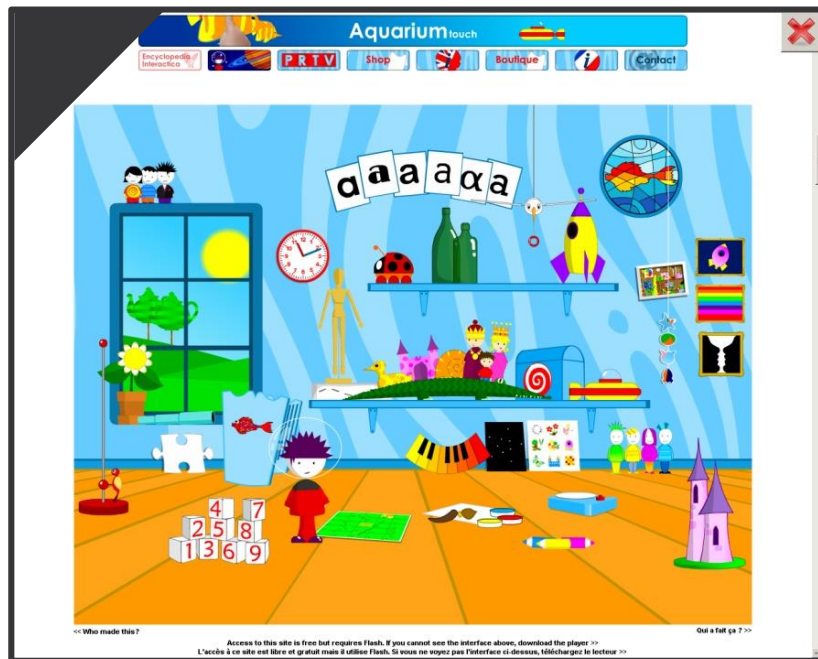 Aquarium touch
Encyclopedia Interactica
PRTV
Shop
Boutique
i
Contact
a a a a α a
4 7
2 5 8
1 3 6 9
<< Who made this?
Qui a fait ça ? >>
Access to this site is free but requires Flash. If you cannot see the interface above, download the player >>
L'accès à ce site est libre et gratuit mais il utilise Flash. Si vous ne voyez pas l'interface ci-dessus, téléchargez le lecteur >>